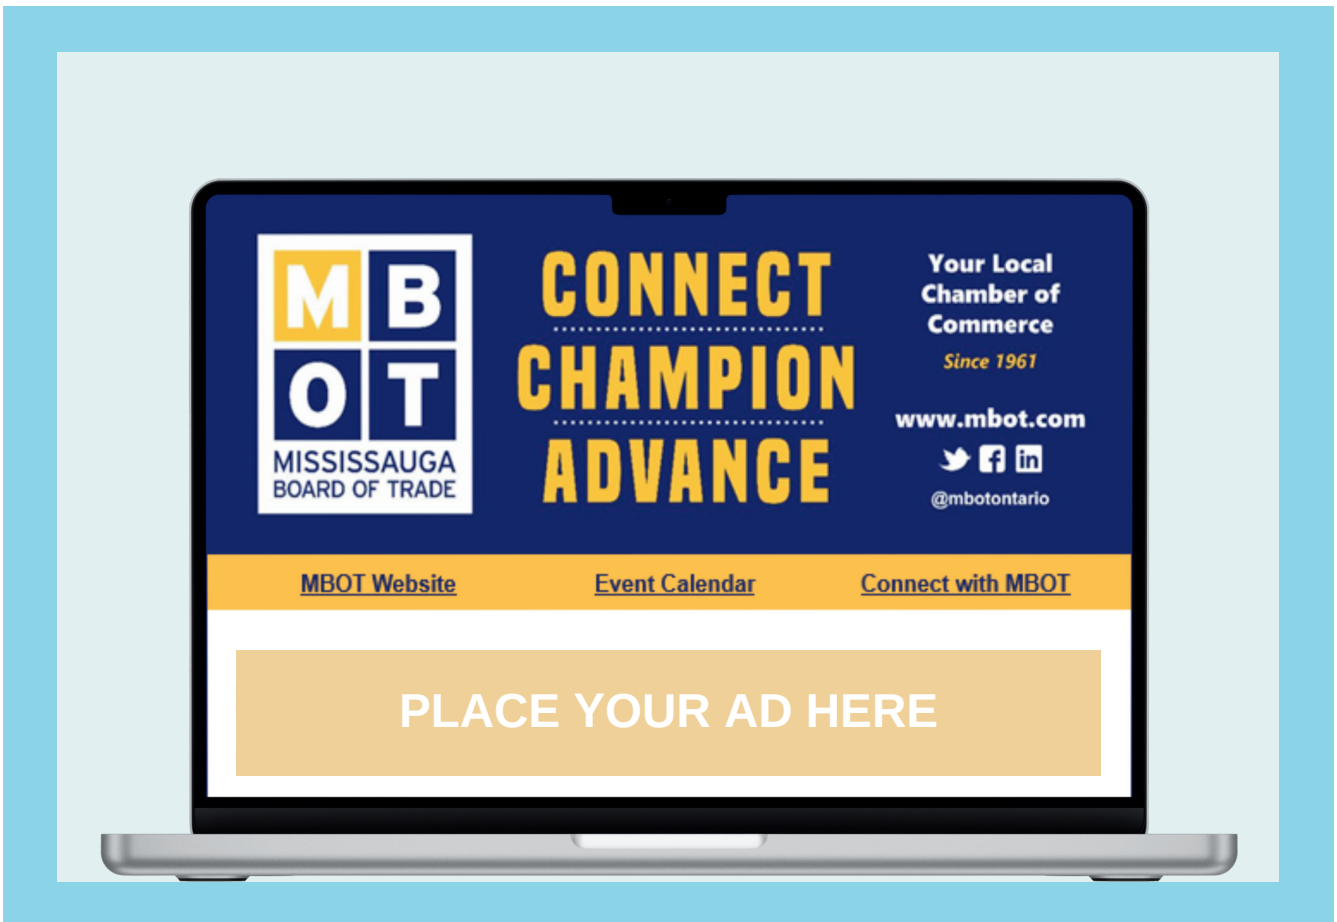 M B
O T
MISSISSAUGA
BOARD OF TRADE
CONNECT
CHAMPION
ADVANCE
Your Local
Chamber of
Commerce
Since 1961
www.mbot.com
@mbotontario
MBOT Website Event Calendar Connect with MBOT
PLACE YOUR AD HERE